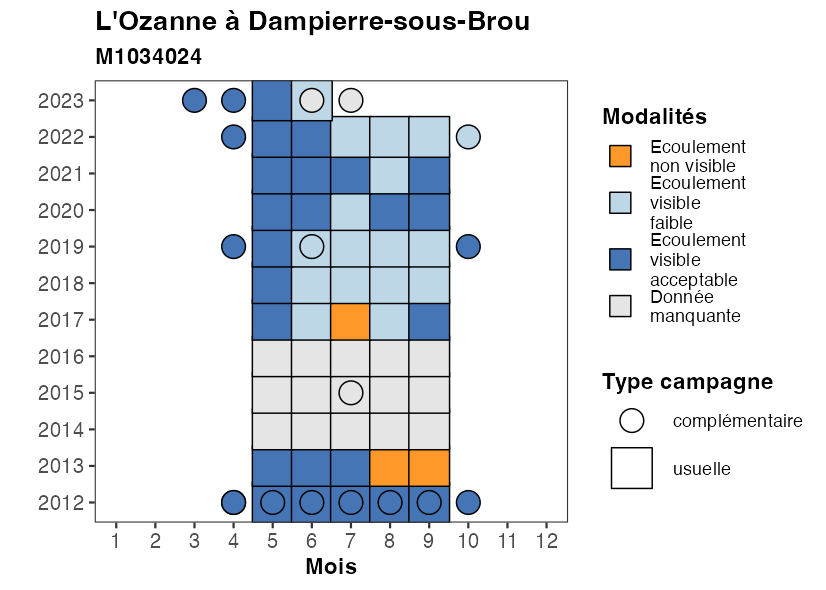 L'Ozanne à Dampierre-sous-Brou
M1034024
2023
2022
2021
2020
2019
2018
2017
2016
2015
2014
2013
2012
1 2 3 4 5 6 7 8 9 10 11 12
Mois
Modalités
Ecoulement
non visible
Ecoulement
visible
faible
Ecoulement
visible
acceptable
Donnée
manquante
Type campagne
complémentaire
usuelle